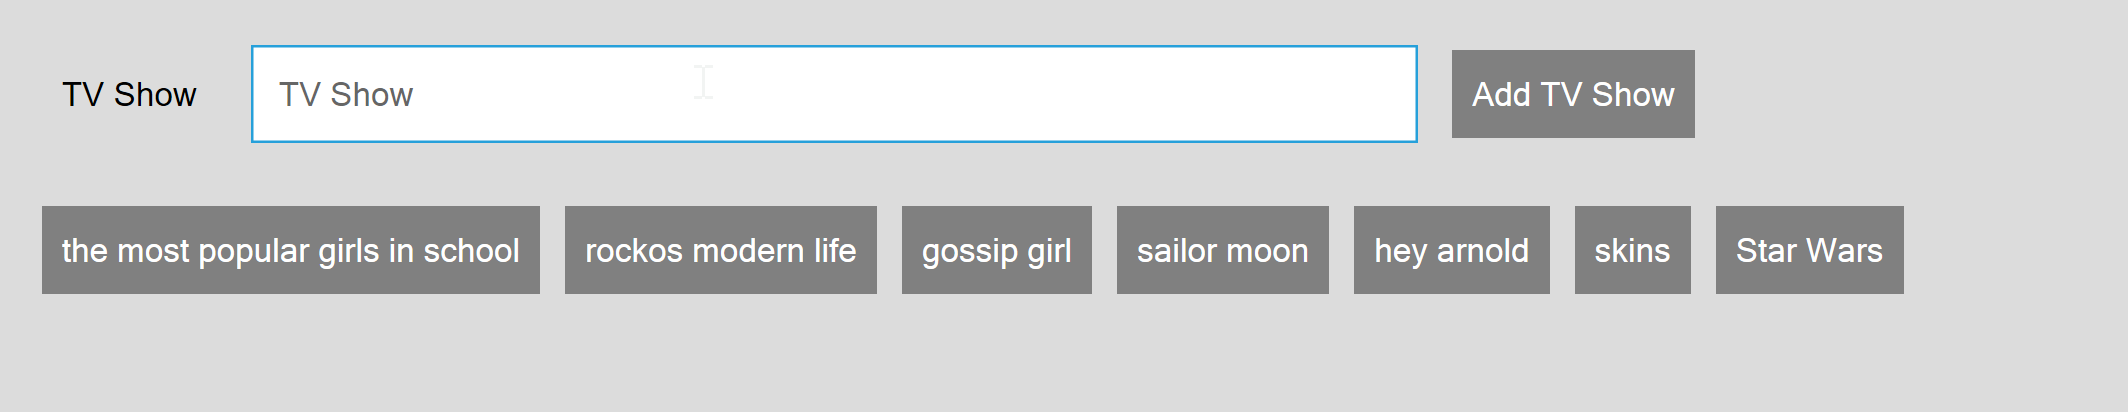 TV Show TV Show Add TV Show
the most popular girls in school rockos modern life gossip girl sailor moon hey arnold skins Star Wars